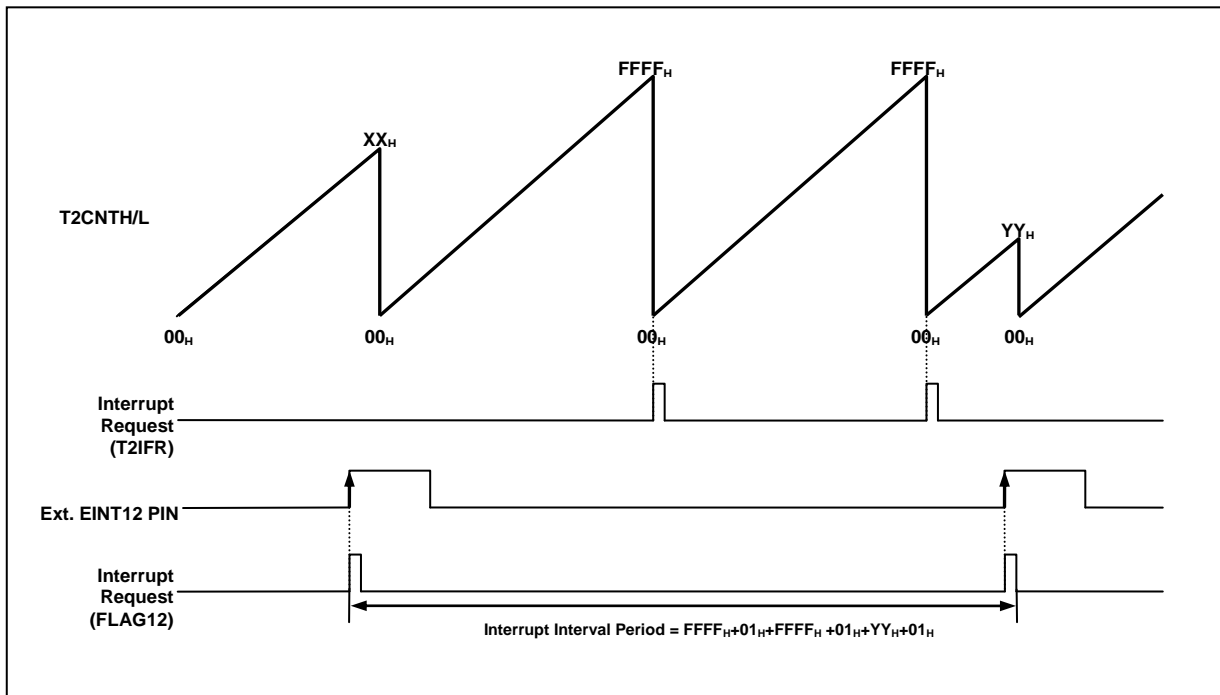 FFFFH FFFFH
XXH
T2CNTH/L
YYH
00H 00H 00H 00H 00H
Interrupt
Request
(T2IFR)
Ext. EINT12 PIN
Interrupt
Request
(FLAG12)
Interrupt Interval Period = FFFFH+01H+FFFFH +01H+YYH+01H